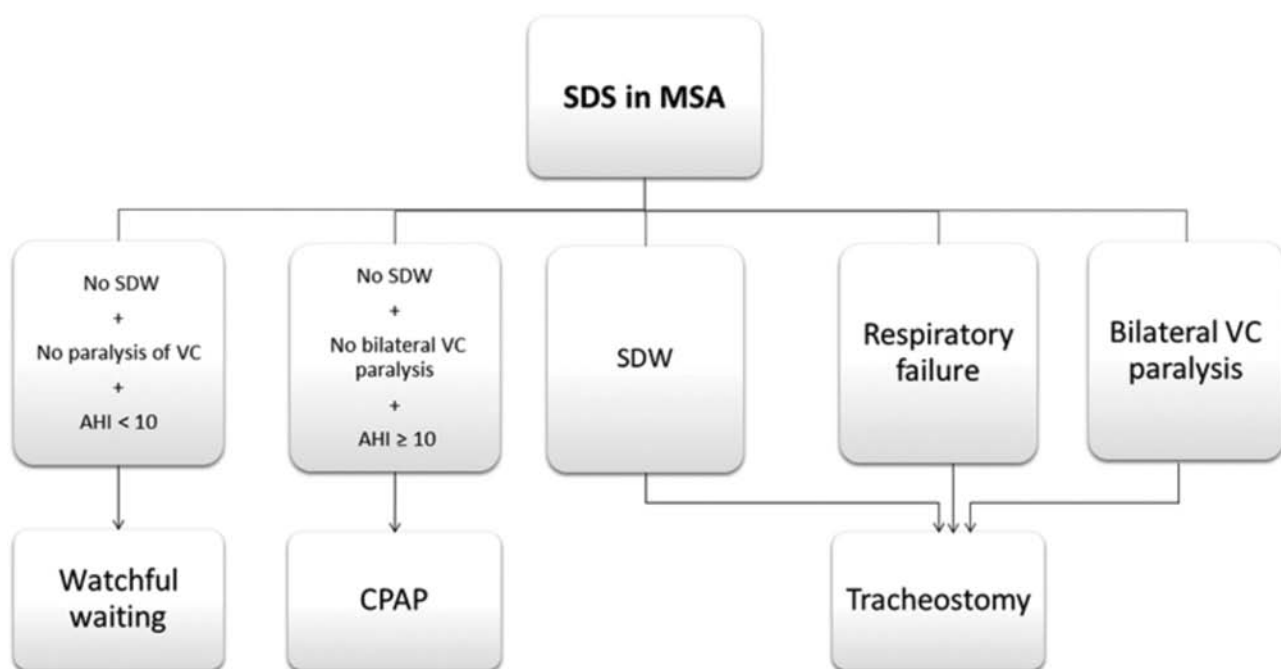 SDS in MSA
No SDW
+
No paralysis of VC
+
AHI < 10
No SDW
+
No bilateral VC
paralysis
+
AHI ≥ 10
SDW
Respiratory
failure
Bilateral VC
paralysis
Watchful
waiting
CPAP
Tracheostomy